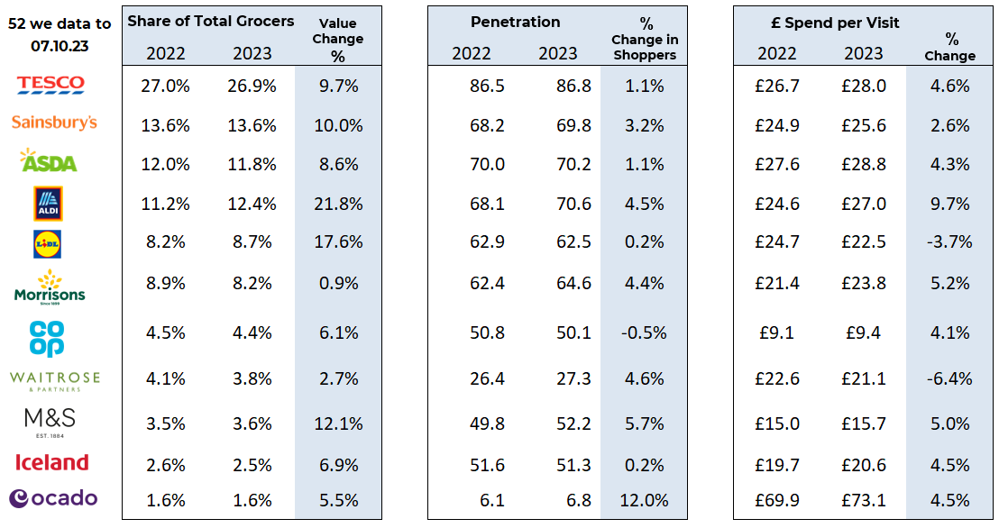 52 we data to
07.10.23
Share of Total Grocers
2022 2023
Value
Change
%
Penetration
2022 2023
%
Change in
Shoppers
£ Spend per Visit
2022 2023
%
Change
TESCO 27.0% 26.9% 9.7% 86.5 86.8 1.1% £26.7 £28.0 4.6%
Sainsbury's 13.6% 13.6% 10.0% 68.2 69.8 3.2% £24.9 £25.6 2.6%
ASDA 12.0% 11.8% 8.6% 70.0 70.2 1.1% £27.6 £28.8 4.3%
ALDI 11.2% 12.4% 21.8% 68.1 70.6 4.5% £24.6 £27.0 9.7%
LIDL 8.2% 8.7% 17.6% 62.9 62.5 0.2% £24.7 £22.5 -3.7%
Morrisons 8.9% 8.2% 0.9% 62.4 64.6 4.4% £21.4 £23.8 5.2%
Since 1899
CO
OP 4.5% 4.4% 6.1% 50.8 50.1 -0.5% £9.1 £9.4 4.1%
WAITROSE 4.1% 3.8% 2.7% 26.4 27.3 4.6% £22.6 £21.1 -6.4%
& PARTNERS
M&S 3.5% 3.6% 12.1% 49.8 52.2 5.7% £15.0 £15.7 5.0%
EST. 1884
Iceland 2.6% 2.5% 6.9% 51.6 51.3 0.2% £19.7 £20.6 4.5%
ocado 1.6% 1.6% 5.5% 6.1 6.8 12.0% £69.9 £73.1 4.5%